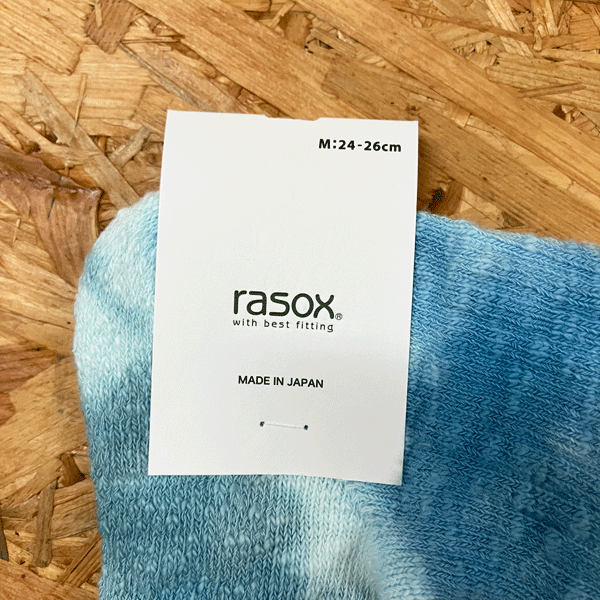 M:24-26cm
rasox®
with best fitting
MADE IN JAPAN